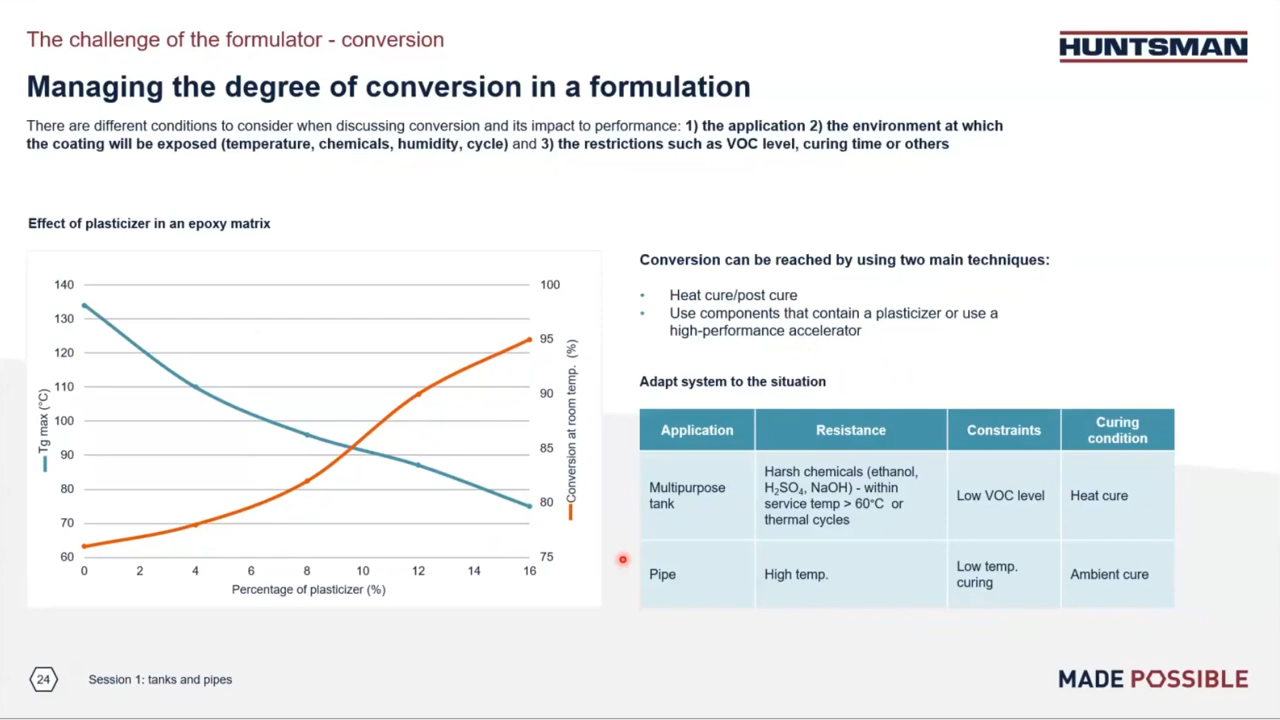 The challenge of the formulator - conversion
HUNTSMAN
Managing the degree of conversion in a formulation
There are different conditions to consider when discussing conversion and its impact to performance: 1) the application 2) the environment at which
the coating will be exposed (temperature, chemicals, humidity, cycle) and 3) the restrictions such as VOC level, curing time or others
Effect of plasticizer in an epoxy matrix
140
130
120
110
100
90
80
70
60
Tg max (°C)
100
95
90
85
80
75
Conversion at room temp. (%)
0 2 4 6 8 10 12 14 16
Percentage of plasticizer (%)
Conversion can be reached by using two main techniques:
• Heat cure/post cure
• Use components that contain a plasticizer or use a
high-performance accelerator
Adapt system to the situation
Application
Resistance
Constraints
Curing
condition
Multipurpose
tank
Harsh chemicals (ethanol,
H₂SO₄, NaOH) - within
service temp > 60°C or
thermal cycles
Low VOC level
Heat cure
Pipe
High temp.
Low temp.
curing
Ambient cure
24
Session 1: tanks and pipes
MADE POSSIBLE